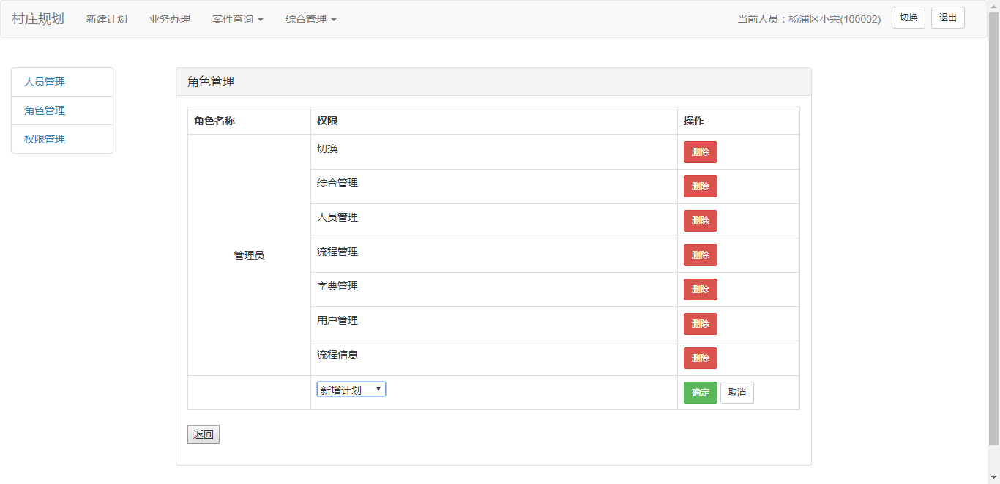 村庄规划 新建计划 业务办理 案件查询 综合管理 当前人员：杨浦区小宋(100002) 切换 退出
人员管理
角色管理
权限管理
角色管理
角色名称 权限 操作
管理员
切换 删除
综合管理 删除
人员管理 删除
流程管理 删除
字典管理 删除
用户管理 删除
流程信息 删除
新增计划 确定 取消
返回